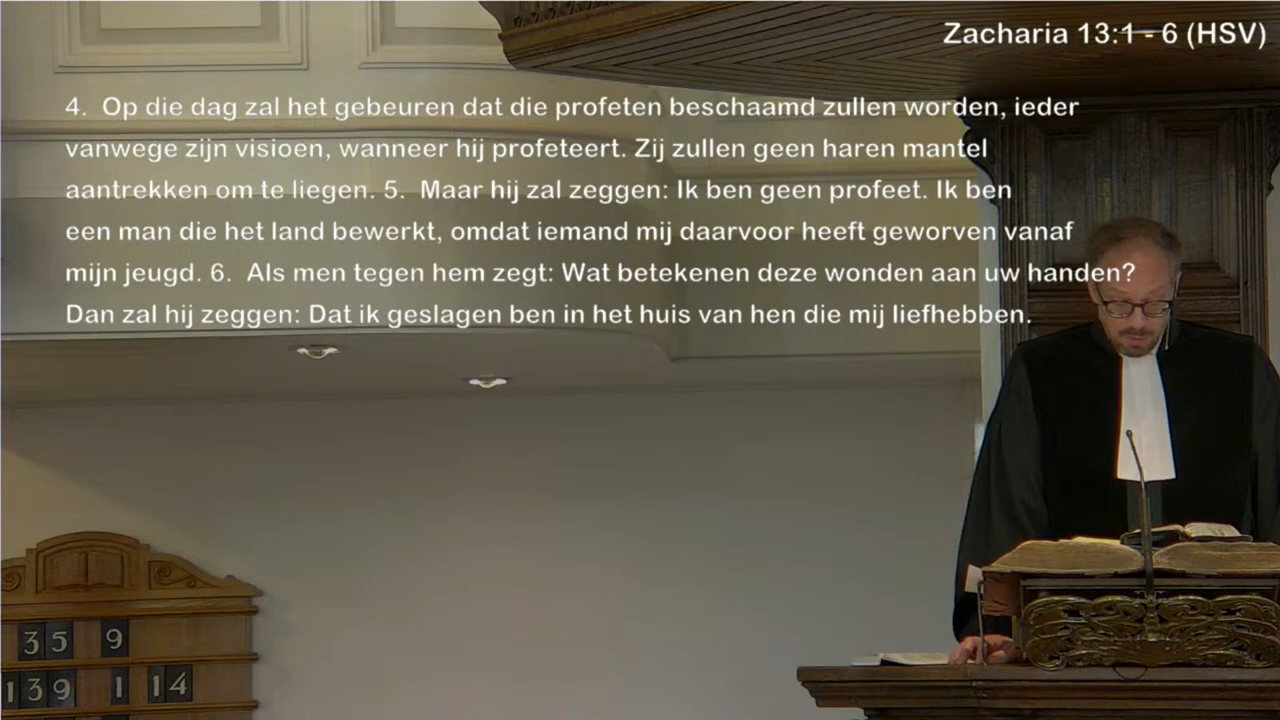 Zacharia 13:1 - 6 (HSV)
4. Op die dag zal het gebeuren dat die profeten beschaamd zullen worden, ieder
vanwege zijn visioen, wanneer hij profeteert. Zij zullen geen haren mantel
aantrekken om te liegen. 5. Maar hij zal zeggen: Ik ben geen profeet. Ik ben
een man die het land bewerkt, omdat iemand mij daarvoor heeft geworven vanaf
mijn jeugd. 6. Als men tegen hem zegt: Wat betekenen deze wonden aan uw handen?
Dan zal hij zeggen: Dat ik geslagen ben in het huis van hen die mij liefhebben.
35 9
139 1 14